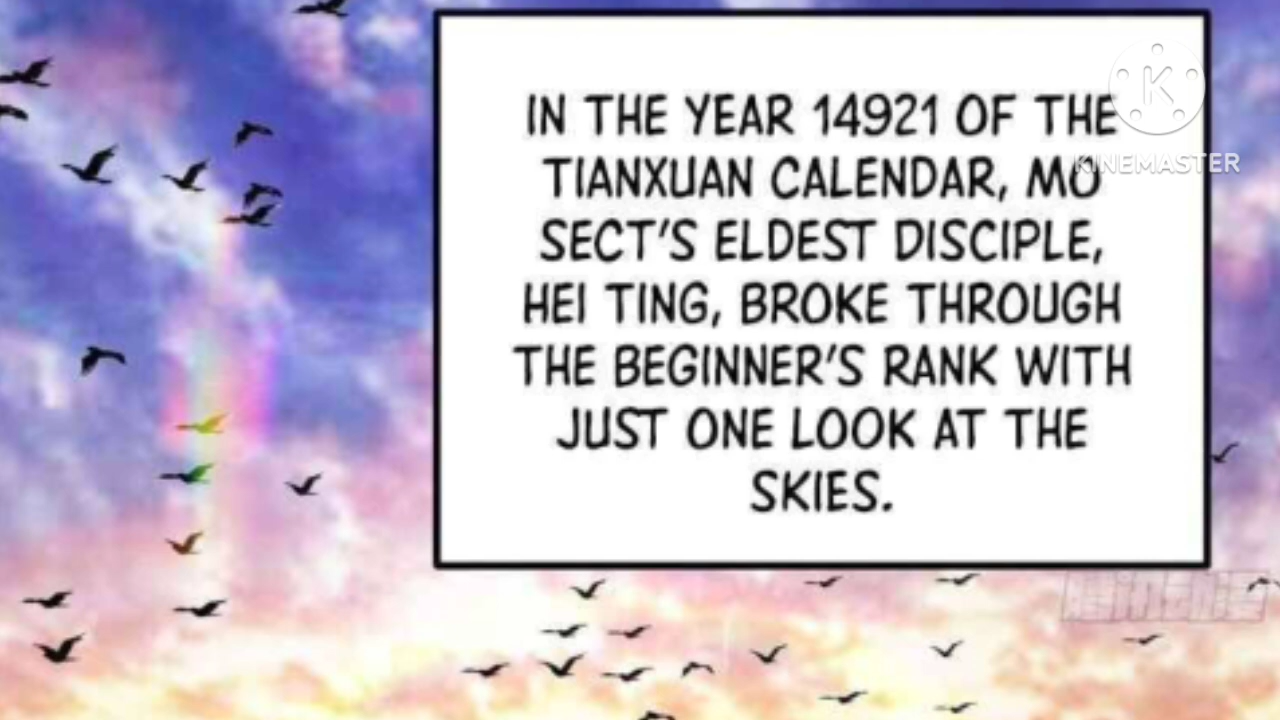 IN THE YEAR 14921 OF THE
TIANXUAN CALENDAR, MO
SECT'S ELDEST DISCIPLE,
HEI TING, BROKE THROUGH
THE BEGINNER'S RANK WITH
JUST ONE LOOK AT THE
SKIES.
K
KINEMASTER